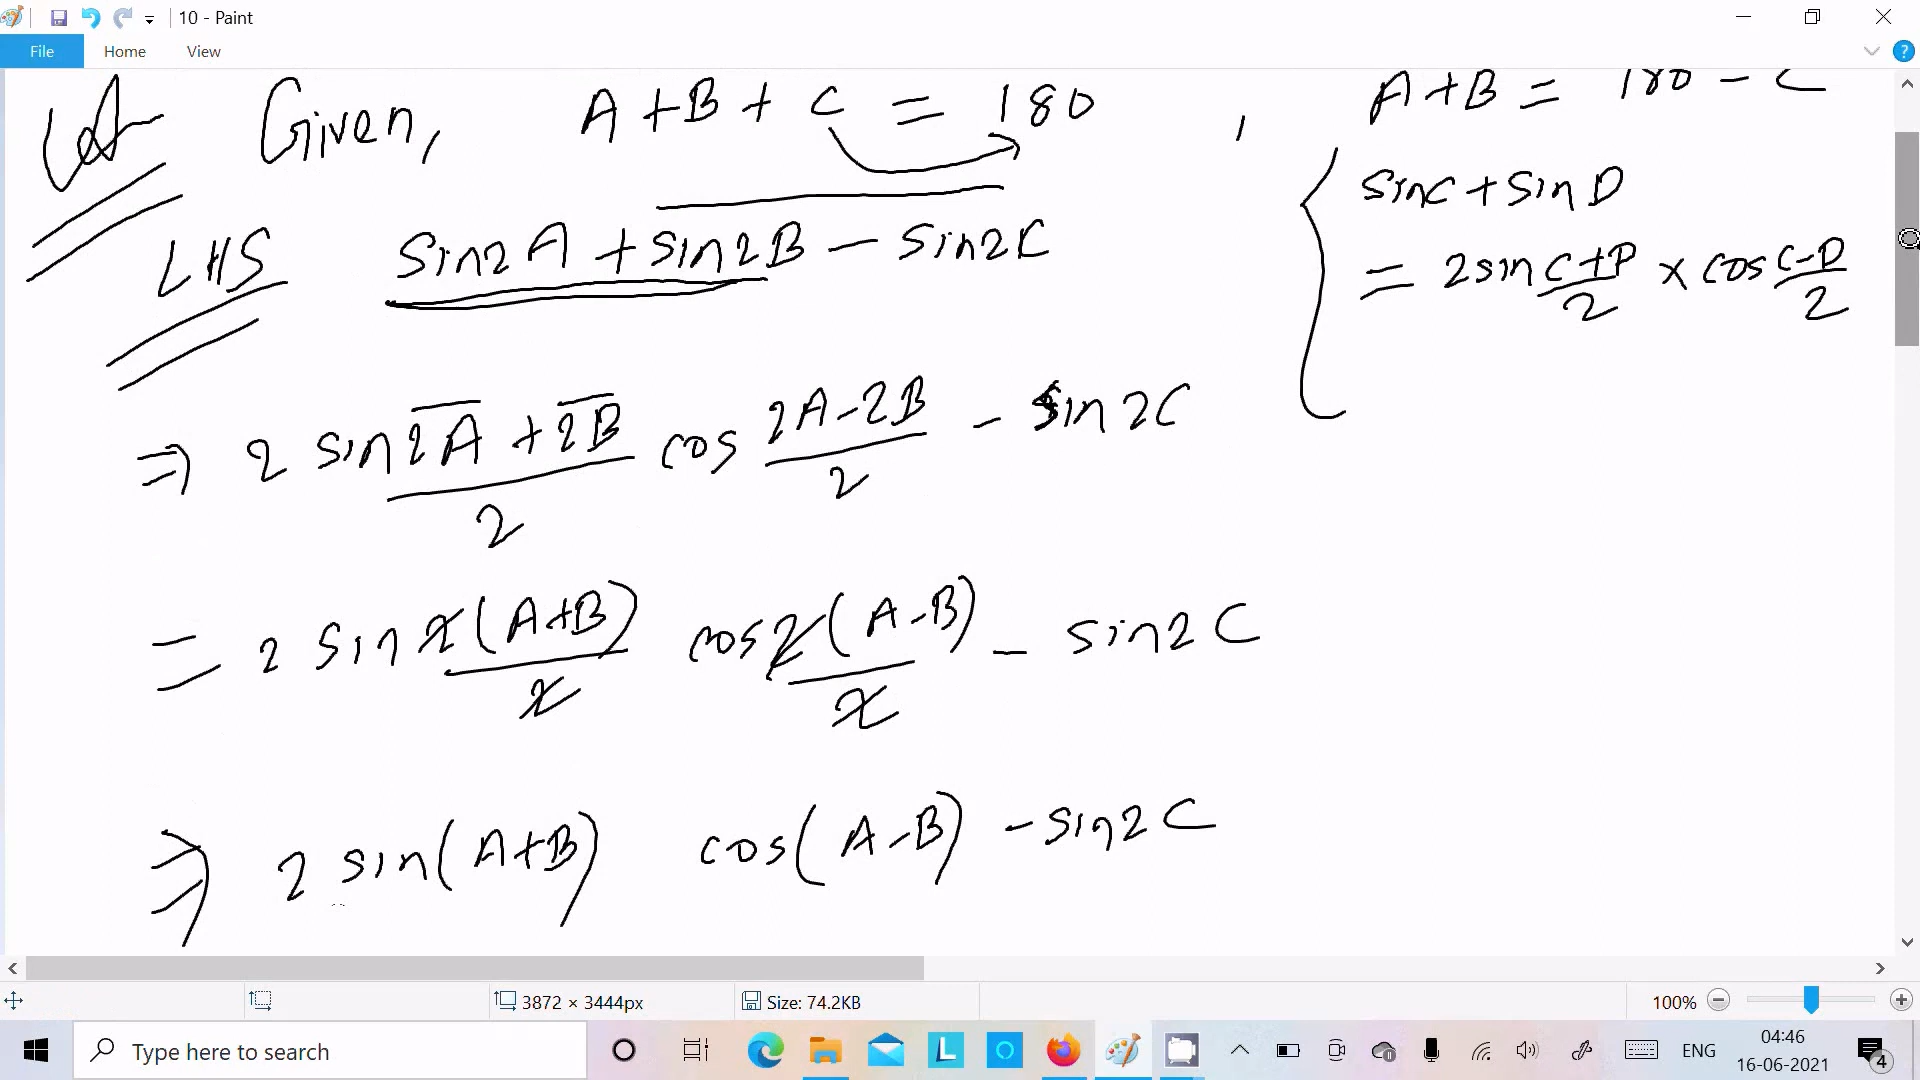 10 - Paint
File Home View
Given, A+B+C = 180 , A+B = 180 - C
LHS sin2A + sin2B - sin2C
sinC + sinD
= 2sin C+D/2 × cos C-D/2
⇒ 2 sin 2A+2B/2 cos 2A-2B/2 - sin2C
= 2 sin 2(A+B)/2 cos 2(A-B)/2 - sin2C
⇒ 2 sin(A+B) cos(A-B) - sin2C
3872 × 3444px Size: 74.2KB 100%
Type here to search
ENG
04:46
16-06-2021
4